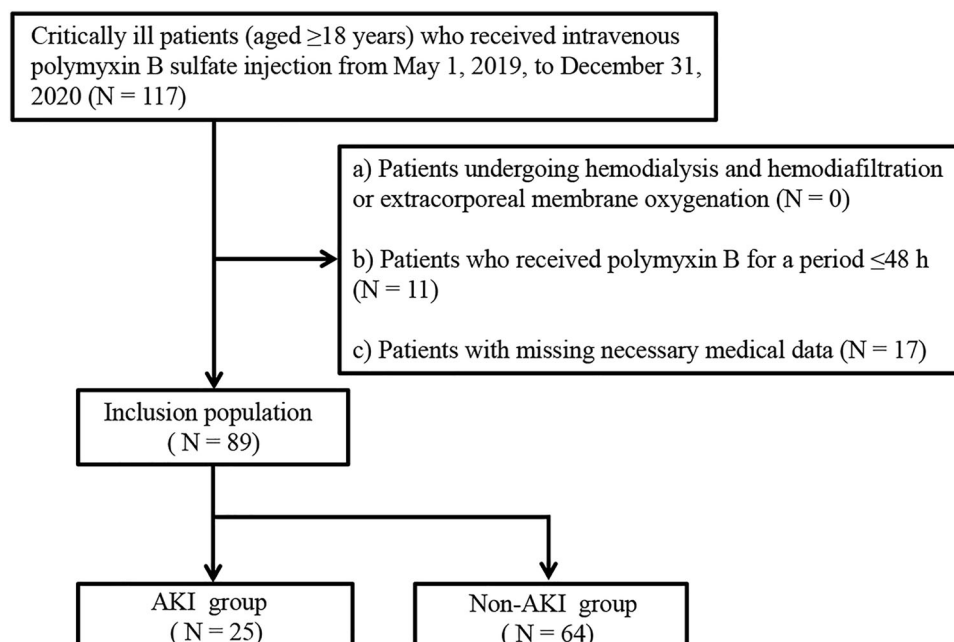 Critically ill patients (aged ≥18 years) who received intravenous
polymyxin B sulfate injection from May 1, 2019, to December 31,
2020 (N = 117)
a) Patients undergoing hemodialysis and hemodiafiltration
or extracorporeal membrane oxygenation (N = 0)
b) Patients who received polymyxin B for a period ≤48 h
(N = 11)
c) Patients with missing necessary medical data (N = 17)
Inclusion population
( N = 89)
AKI group
( N = 25)
Non-AKI group
( N = 64)